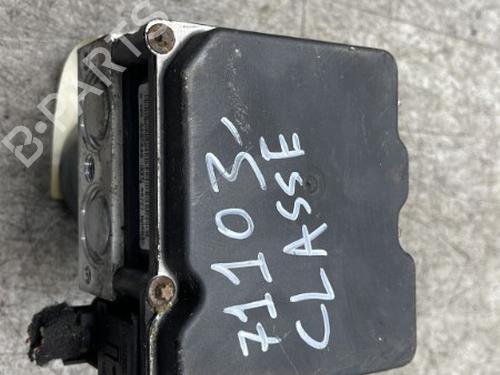 B-PARTS
71103,
CLASSE